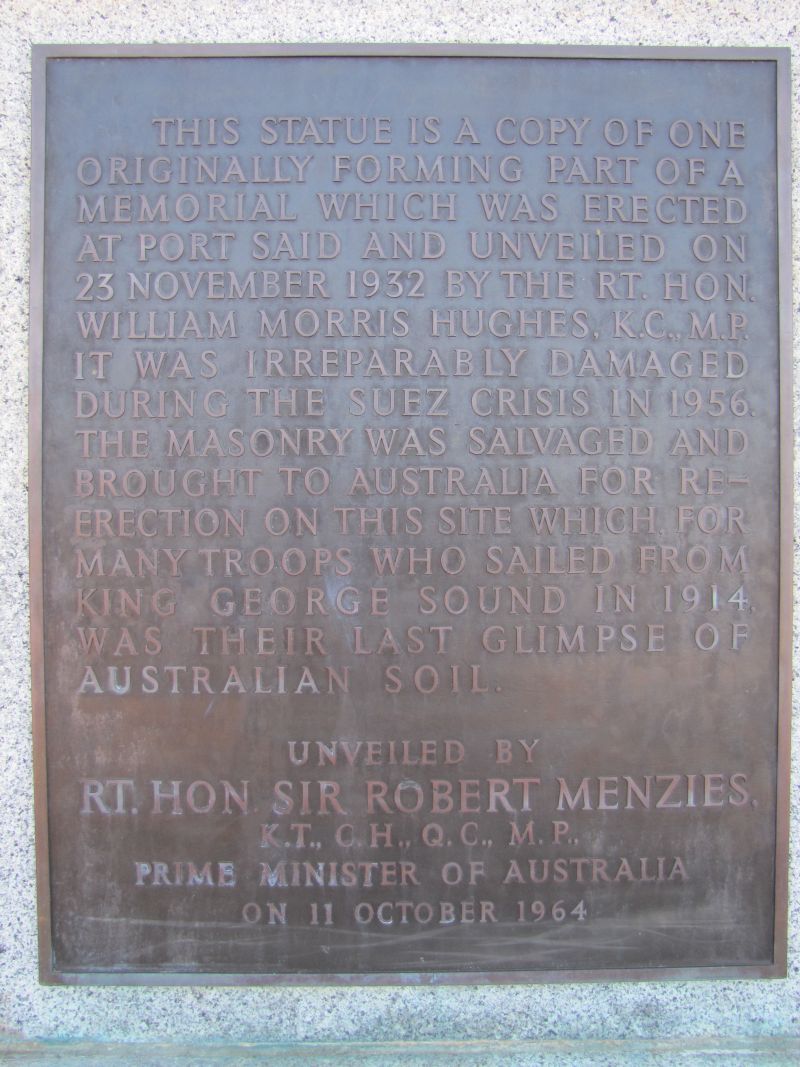 THIS STATUE IS A COPY OF ONE
ORIGINALLY FORMING PART OF A
MEMORIAL WHICH WAS ERECTED
AT PORT SAID AND UNVEILED ON
23 NOVEMBER 1932 BY THE RT. HON.
WILLIAM MORRIS HUGHES, K.C., M.P.
IT WAS IRREPARABLY DAMAGED
DURING THE SUEZ CRISIS IN 1956.
THE MASONRY WAS SALVAGED AND
BROUGHT TO AUSTRALIA FOR RE-
ERECTION ON THIS SITE WHICH, FOR
MANY TROOPS WHO SAILED FROM
KING GEORGE SOUND IN 1914,
WAS THEIR LAST GLIMPSE OF
AUSTRALIAN SOIL.
UNVEILED BY
RT. HON. SIR ROBERT MENZIES,
K.T., C.H., Q.C., M.P.,
PRIME MINISTER OF AUSTRALIA
ON 11 OCTOBER 1964